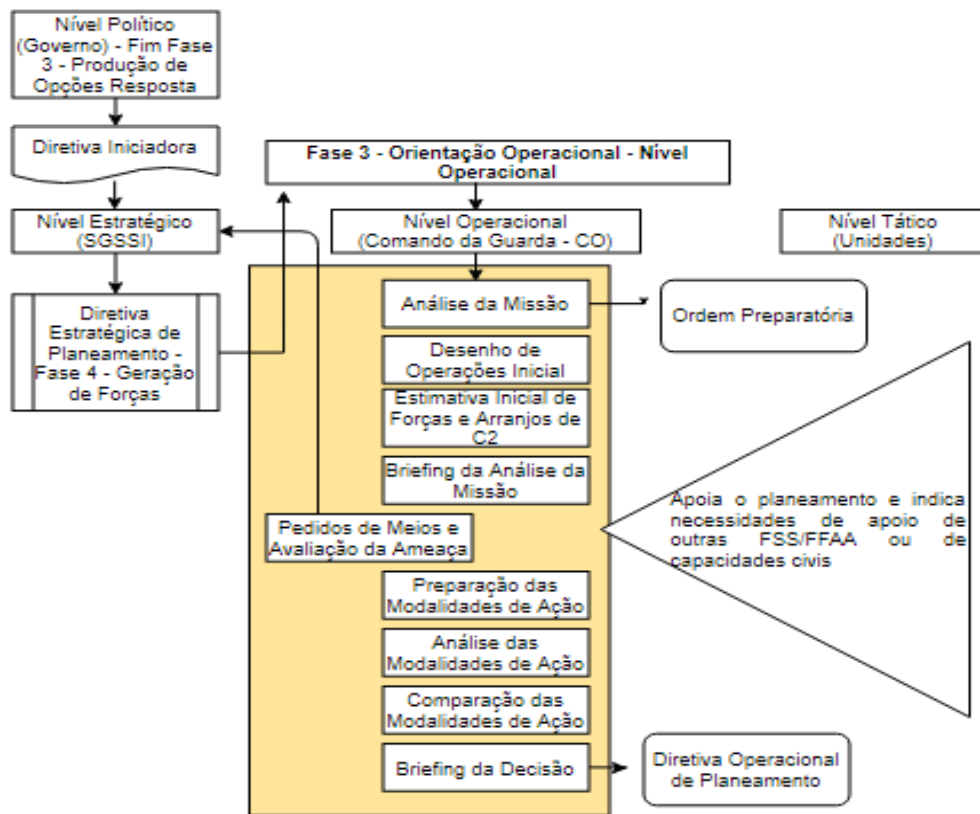 Nível Político
(Governo) - Fim Fase
3 - Produção de
Opções Resposta
Diretiva Iniciadora
Nível Estratégico
(SGSSI)
Diretiva
Estratégica de
Planeamento -
Fase 4 - Geração
de Forças
Fase 3 - Orientação Operacional - Nível
Operacional
Nível Operacional
(Comando da Guarda - CO)
Nível Tático
(Unidades)
Análise da Missão
Ordem Preparatória
Desenho de
Operações Inicial
Estimativa Inicial de
Forças e Arranjos de
C2
Briefing da Análise da
Missão
Pedidos de Meios e
Avaliação da Ameaça
Apoia o planeamento e indica
necessidades de apoio de
outras FSS/FFAA ou de
capacidades civis
Preparação das
Modalidades de Ação
Análise das
Modalidades de Ação
Comparação das
Modalidades de Ação
Briefing da Decisão
Diretiva Operacional
de Planeamento